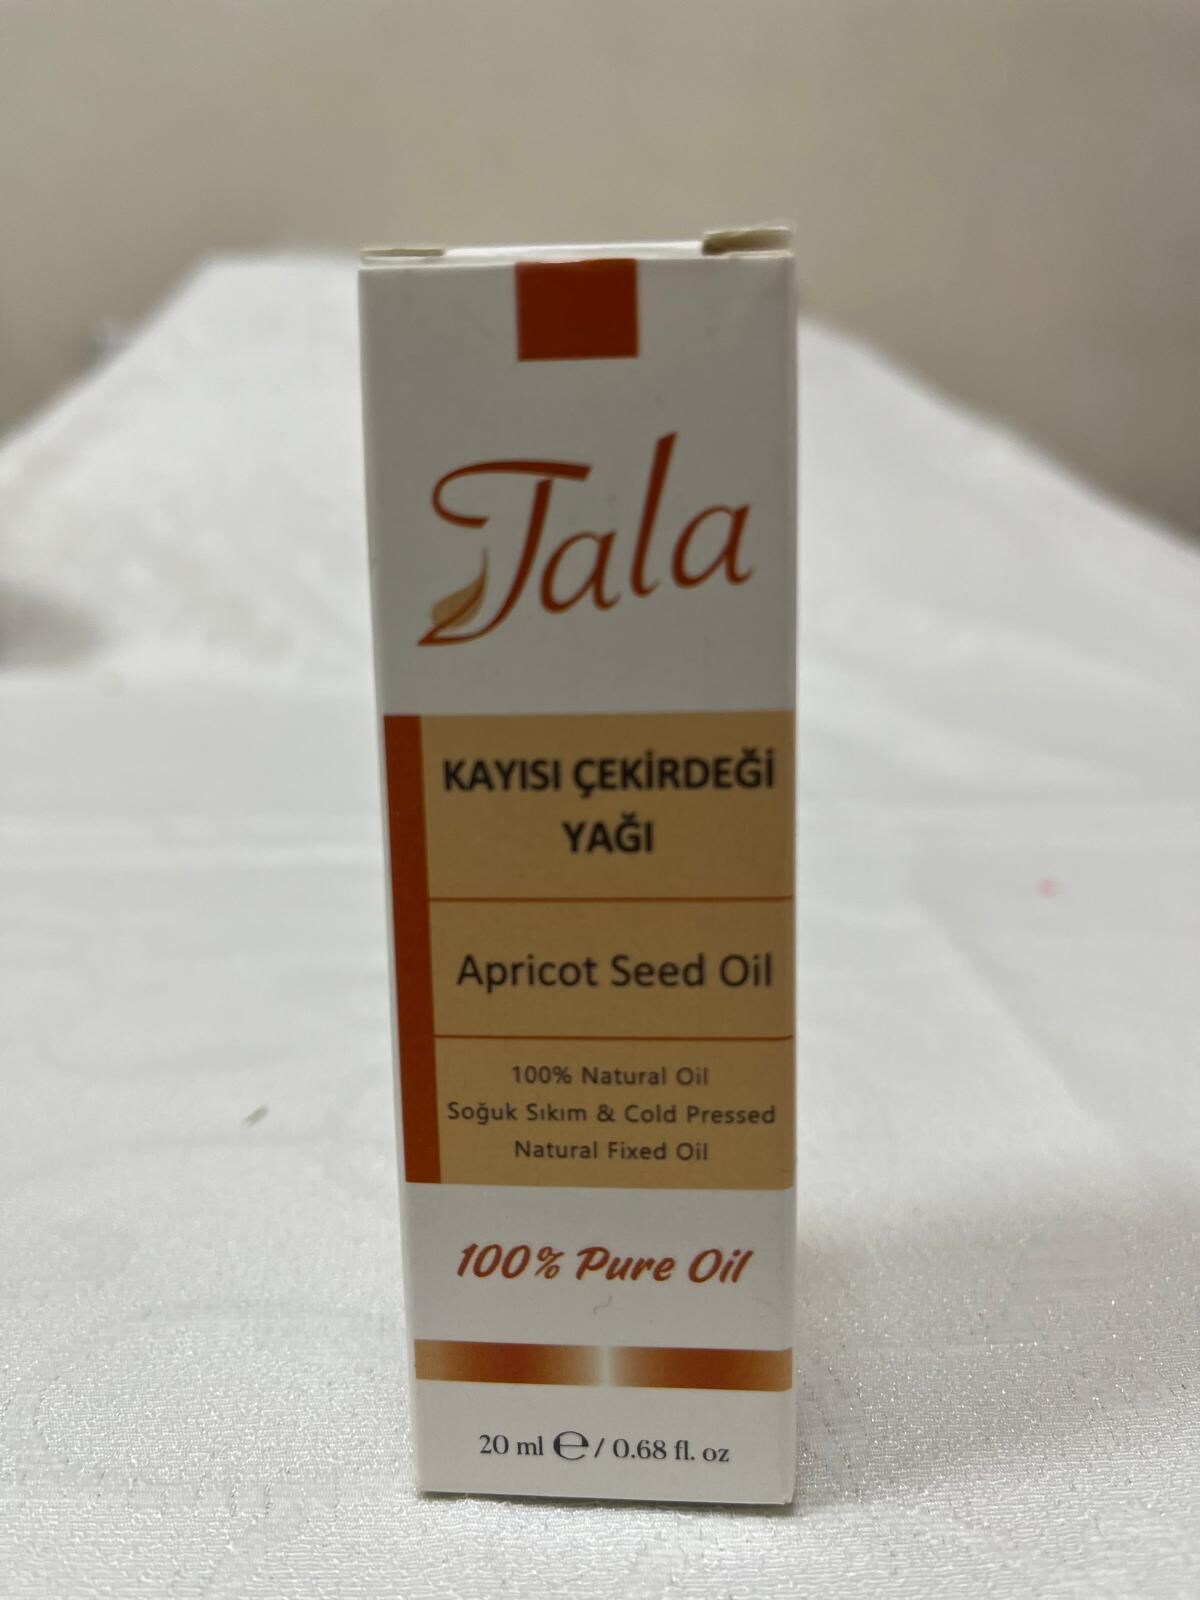 Tala
KAYISI ÇEKİRDEĞİ
YAĞI
Apricot Seed Oil
100% Natural Oil
Soğuk Sıkım & Cold Pressed
Natural Fixed Oil
100% Pure Oil
20 ml ℮ / 0.68 fl. oz